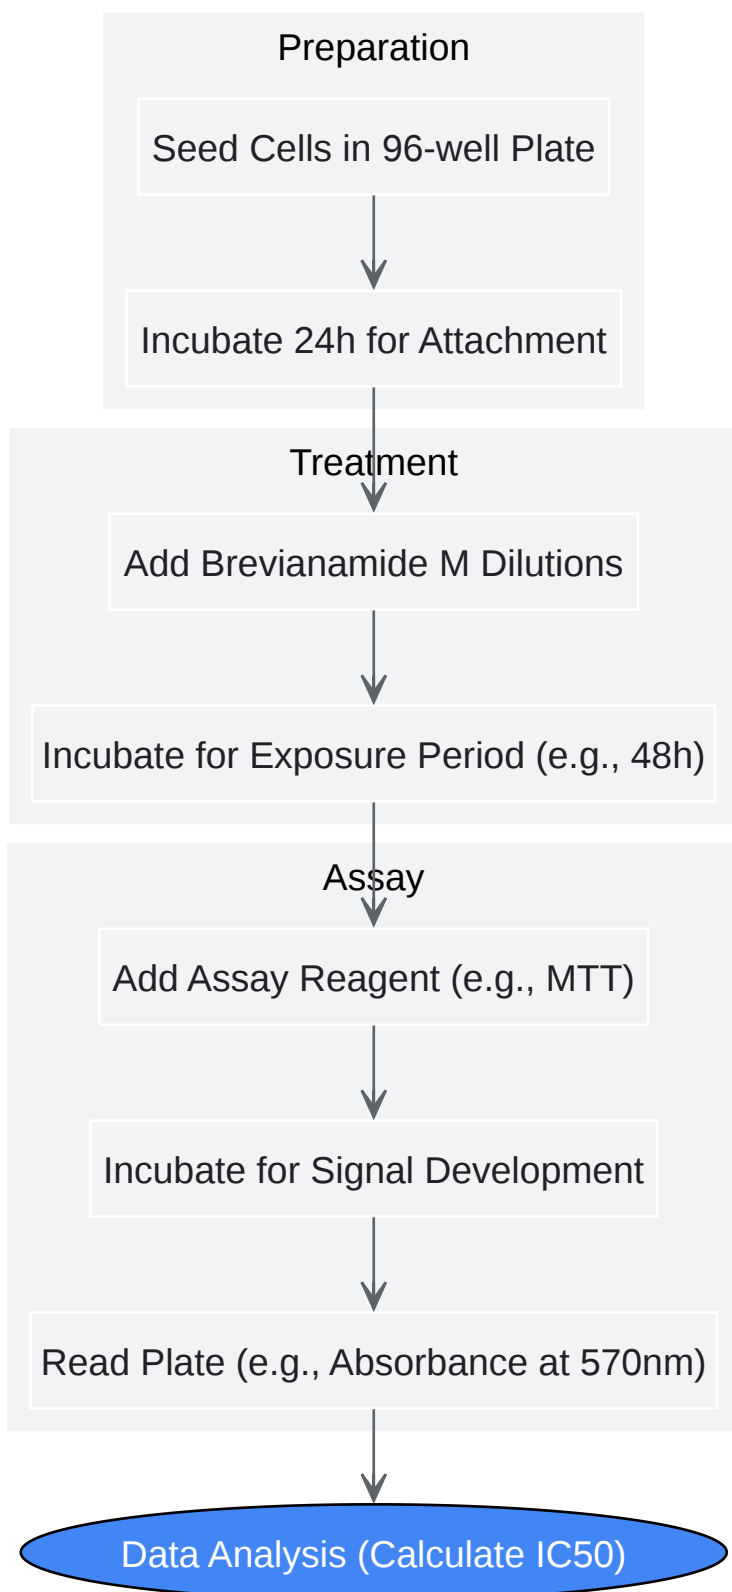 Preparation
Seed Cells in 96-well Plate
Incubate 24h for Attachment
Treatment
Add Brevianamide M Dilutions
Incubate for Exposure Period (e.g., 48h)
Assay
Add Assay Reagent (e.g., MTT)
Incubate for Signal Development
Read Plate (e.g., Absorbance at 570nm)
Data Analysis (Calculate IC50)